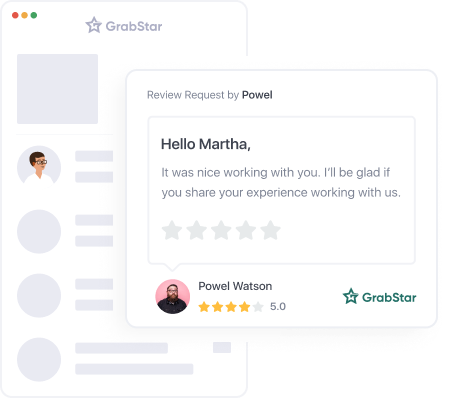 GrabStar
Review Request by Powel
Hello Martha,
It was nice working with you. I'll be glad if
you share your experience working with us.
Powel Watson
5.0
GrabStar